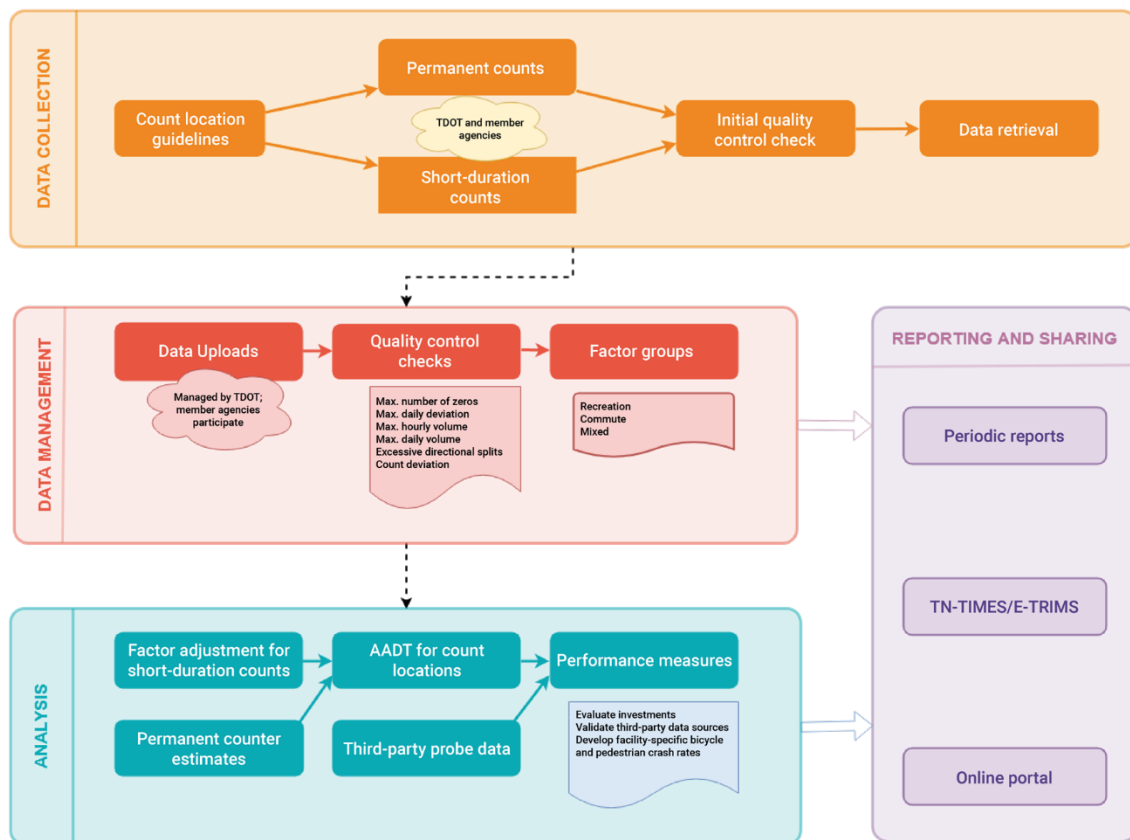 DATA COLLECTION
Count location
guidelines
Permanent counts
TDOT and member
agencies
Short-duration
counts
Initial quality
control check
Data retrieval
DATA MANAGEMENT
Data Uploads
Managed by TDOT;
member agencies
participate
Quality control
checks
Max. number of zeros
Max. daily deviation
Max. hourly volume
Max. daily volume
Excessive directional splits
Count deviation
Factor groups
Recreation
Commute
Mixed
ANALYSIS
Factor adjustment for
short-duration counts
Permanent counter
estimates
AADT for count
locations
Third-party probe data
Performance measures
Evaluate investments
Validate third-party data sources
Develop facility-specific bicycle
and pedestrian crash rates
REPORTING AND SHARING
Periodic reports
TN-TIMES/E-TRIMS
Online portal